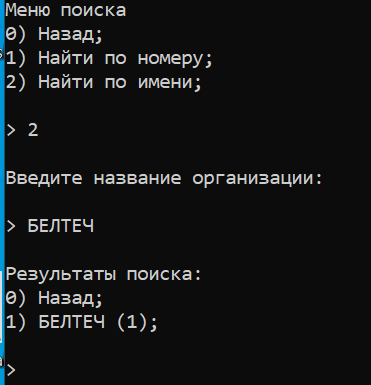 Меню поиска
0) Назад;
1) Найти по номеру;
2) Найти по имени;
> 2
Введите название организации:
> БЕЛТЕЧ
Результаты поиска:
0) Назад;
1) БЕЛТЕЧ (1);
>